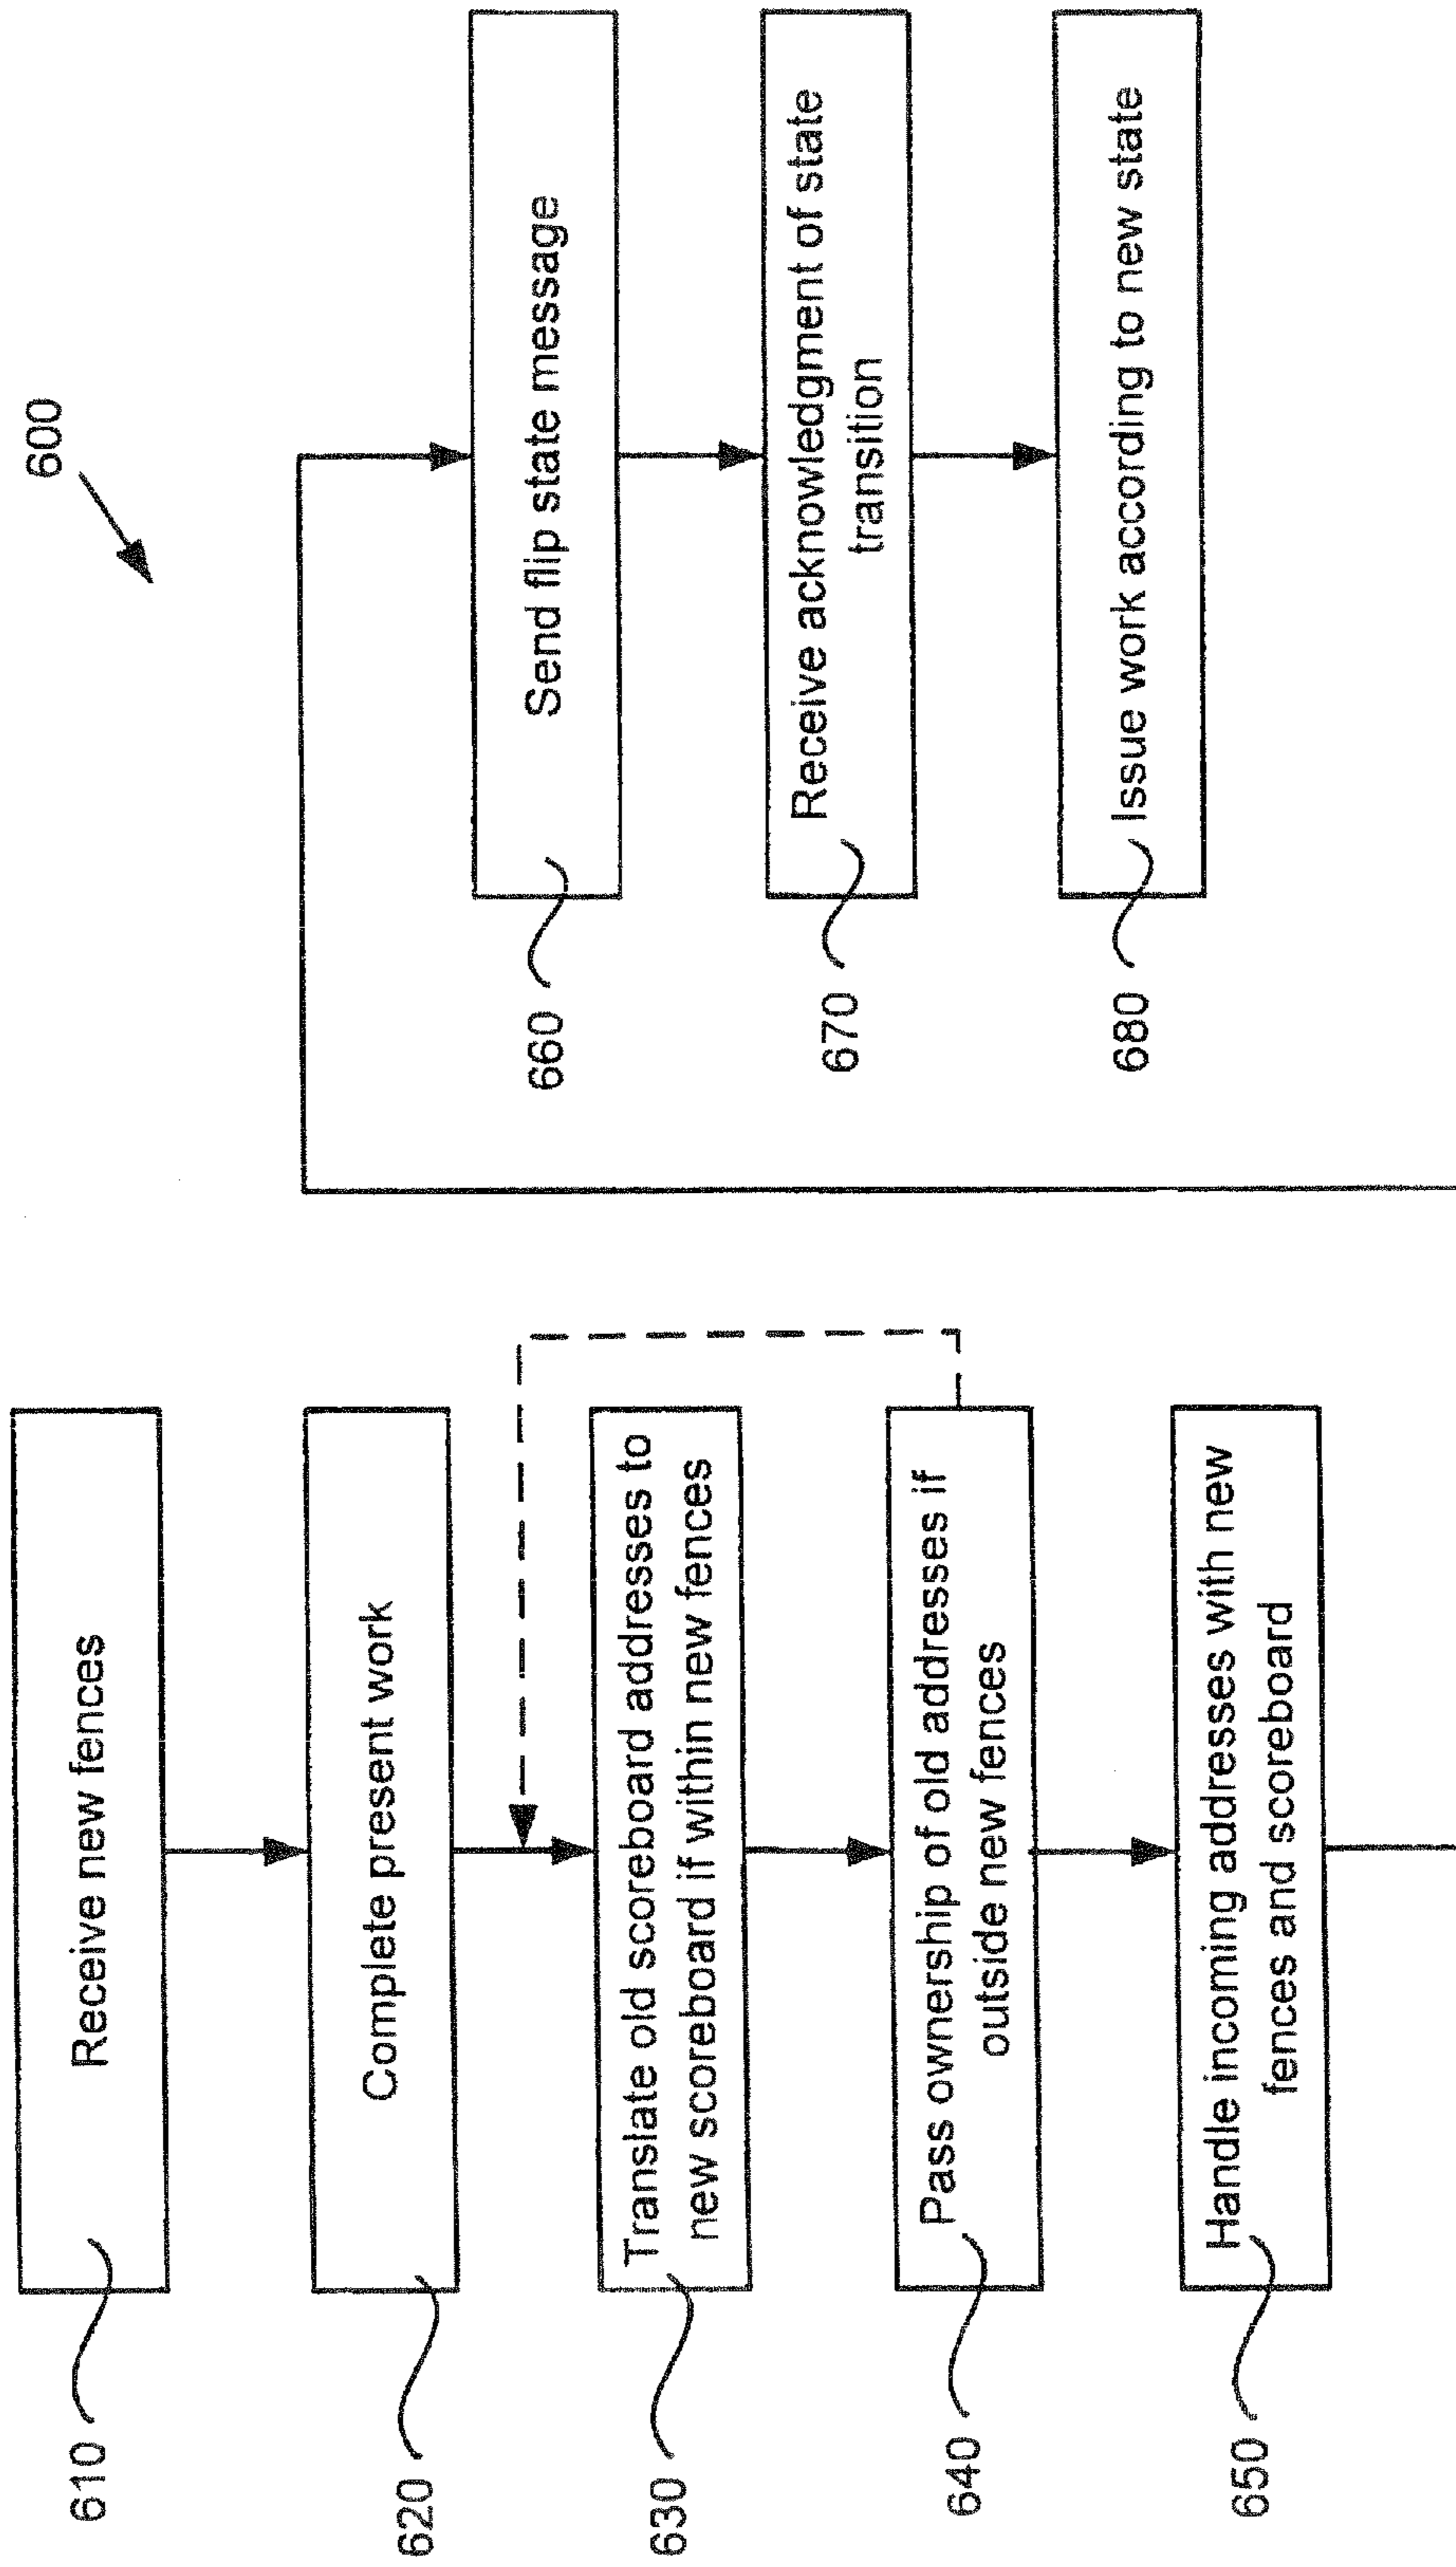 600
610
Receive new fences
620
Complete present work
630
Translate old scoreboard addresses to
new scoreboard if within new fences
640
Pass ownership of old addresses if
outside new fences
650
Handle incoming addresses with new
fences and scoreboard
660
Send flip state message
670
Receive acknowledgment of state
transition
680
Issue work according to new state